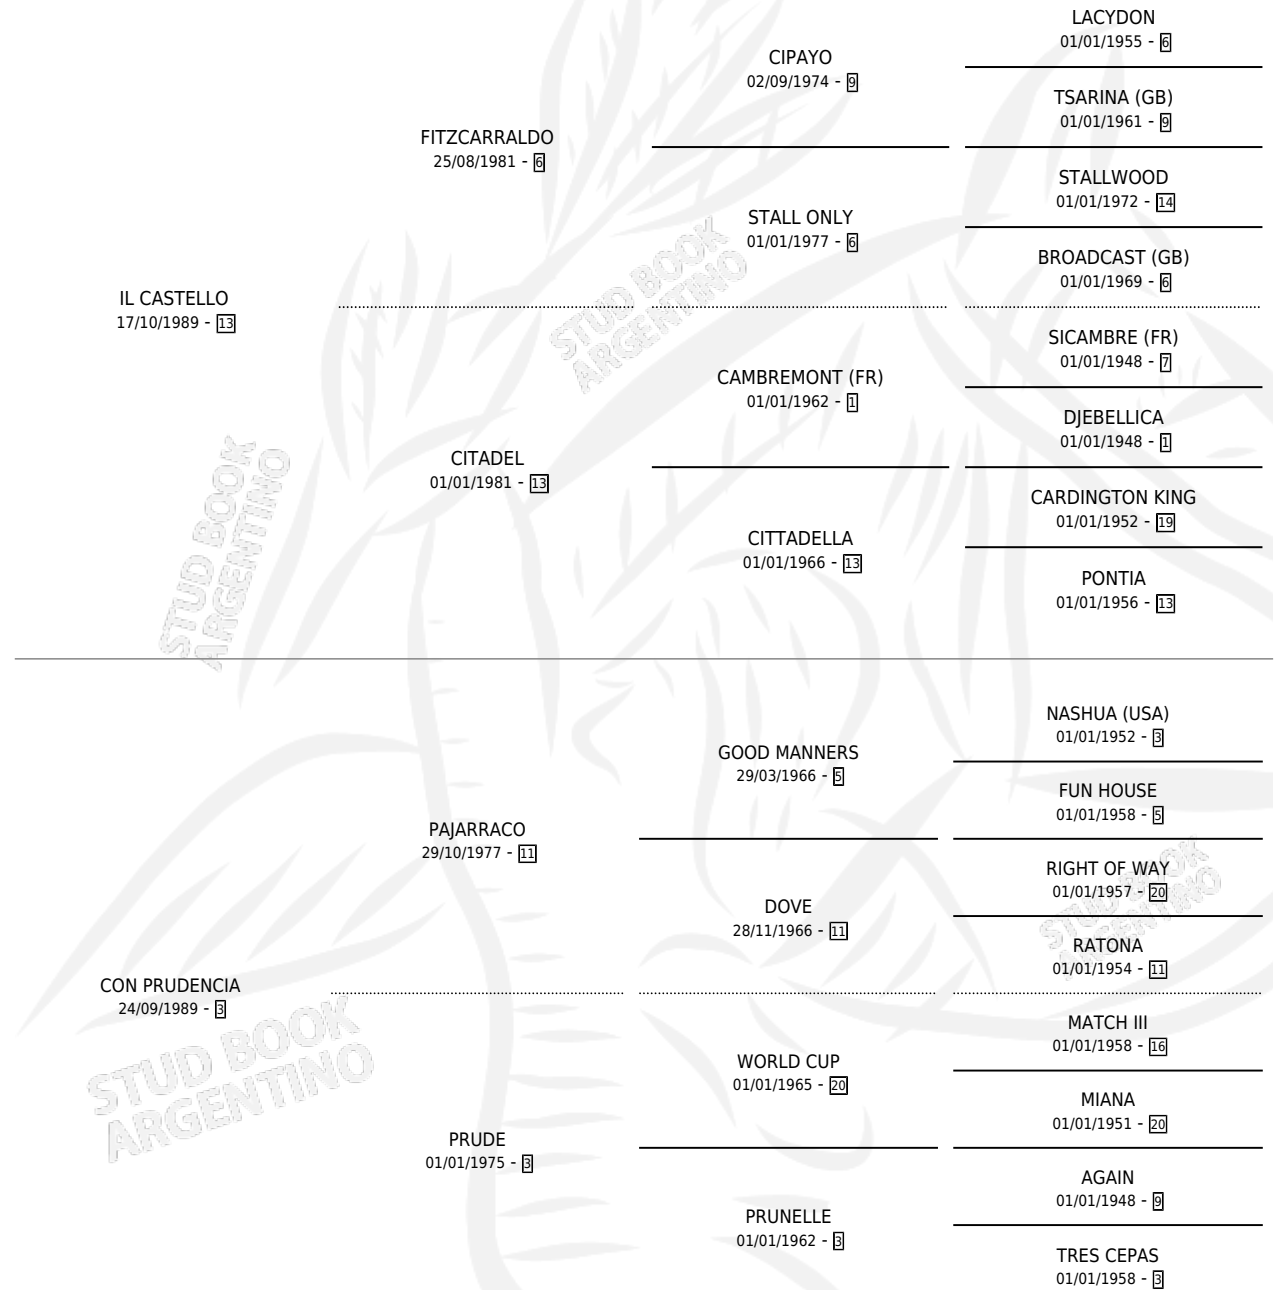 LACYDON
01/01/1955 - 6
CIPAYO
02/09/1974 - 9
TSARINA (GB)
01/01/1961 - 9
FITZCARRALDO
25/08/1981 - 6
STALLWOOD
01/01/1972 - 14
STALL ONLY
01/01/1977 - 6
BROADCAST (GB)
01/01/1969 - 6
IL CASTELLO
17/10/1989 - 13
SICAMBRE (FR)
01/01/1948 - 7
CAMBREMONT (FR)
01/01/1962 - 1
DJEBELLICA
01/01/1948 - 1
CITADEL
01/01/1981 - 13
CARDINGTON KING
01/01/1952 - 19
CITTADELLA
01/01/1966 - 13
PONTIA
01/01/1956 - 13
NASHUA (USA)
01/01/1952 - 3
GOOD MANNERS
29/03/1966 - 5
FUN HOUSE
01/01/1958 - 5
PAJARRACO
29/10/1977 - 11
RIGHT OF WAY
01/01/1957 - 20
DOVE
28/11/1966 - 11
RATONA
01/01/1954 - 11
CON PRUDENCIA
24/09/1989 - 3
MATCH III
01/01/1958 - 16
WORLD CUP
01/01/1965 - 20
MIANA
01/01/1951 - 20
PRUDE
01/01/1975 - 3
AGAIN
01/01/1948 - 9
PRUNELLE
01/01/1962 - 3
TRES CEPAS
01/01/1958 - 3
STUD BOOK
ARGENTINO
STUD BOOK
ARGENTINO
STUD BOOK
ARGENTINO
STUD BOOK
ARGENTINO